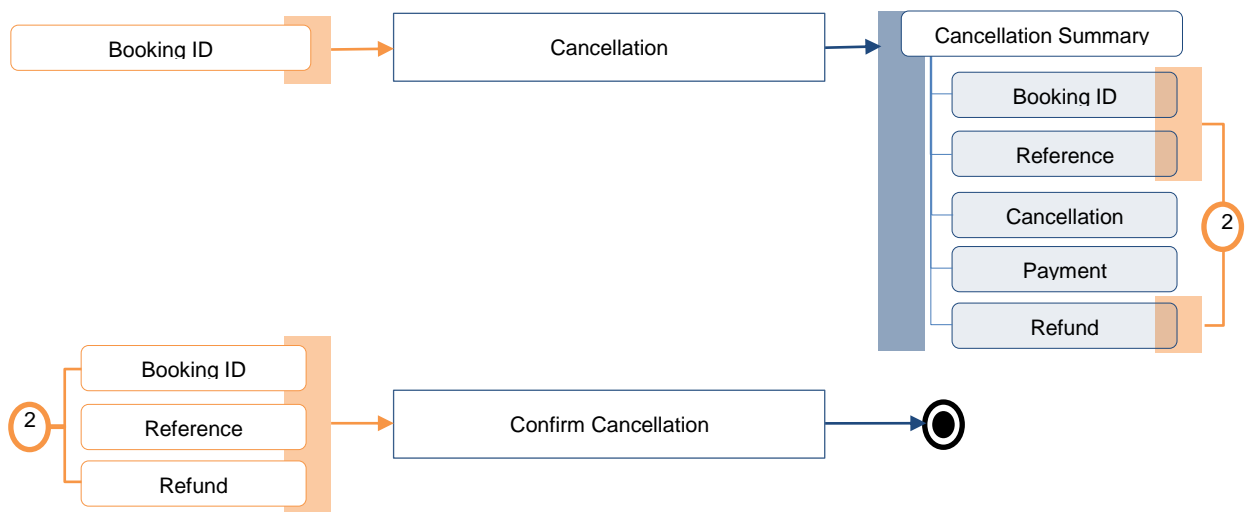 Booking ID
Cancellation
Cancellation Summary
Booking ID
Reference
Cancellation
2
Payment
Refund
Booking ID
2
Reference
Confirm Cancellation
Refund